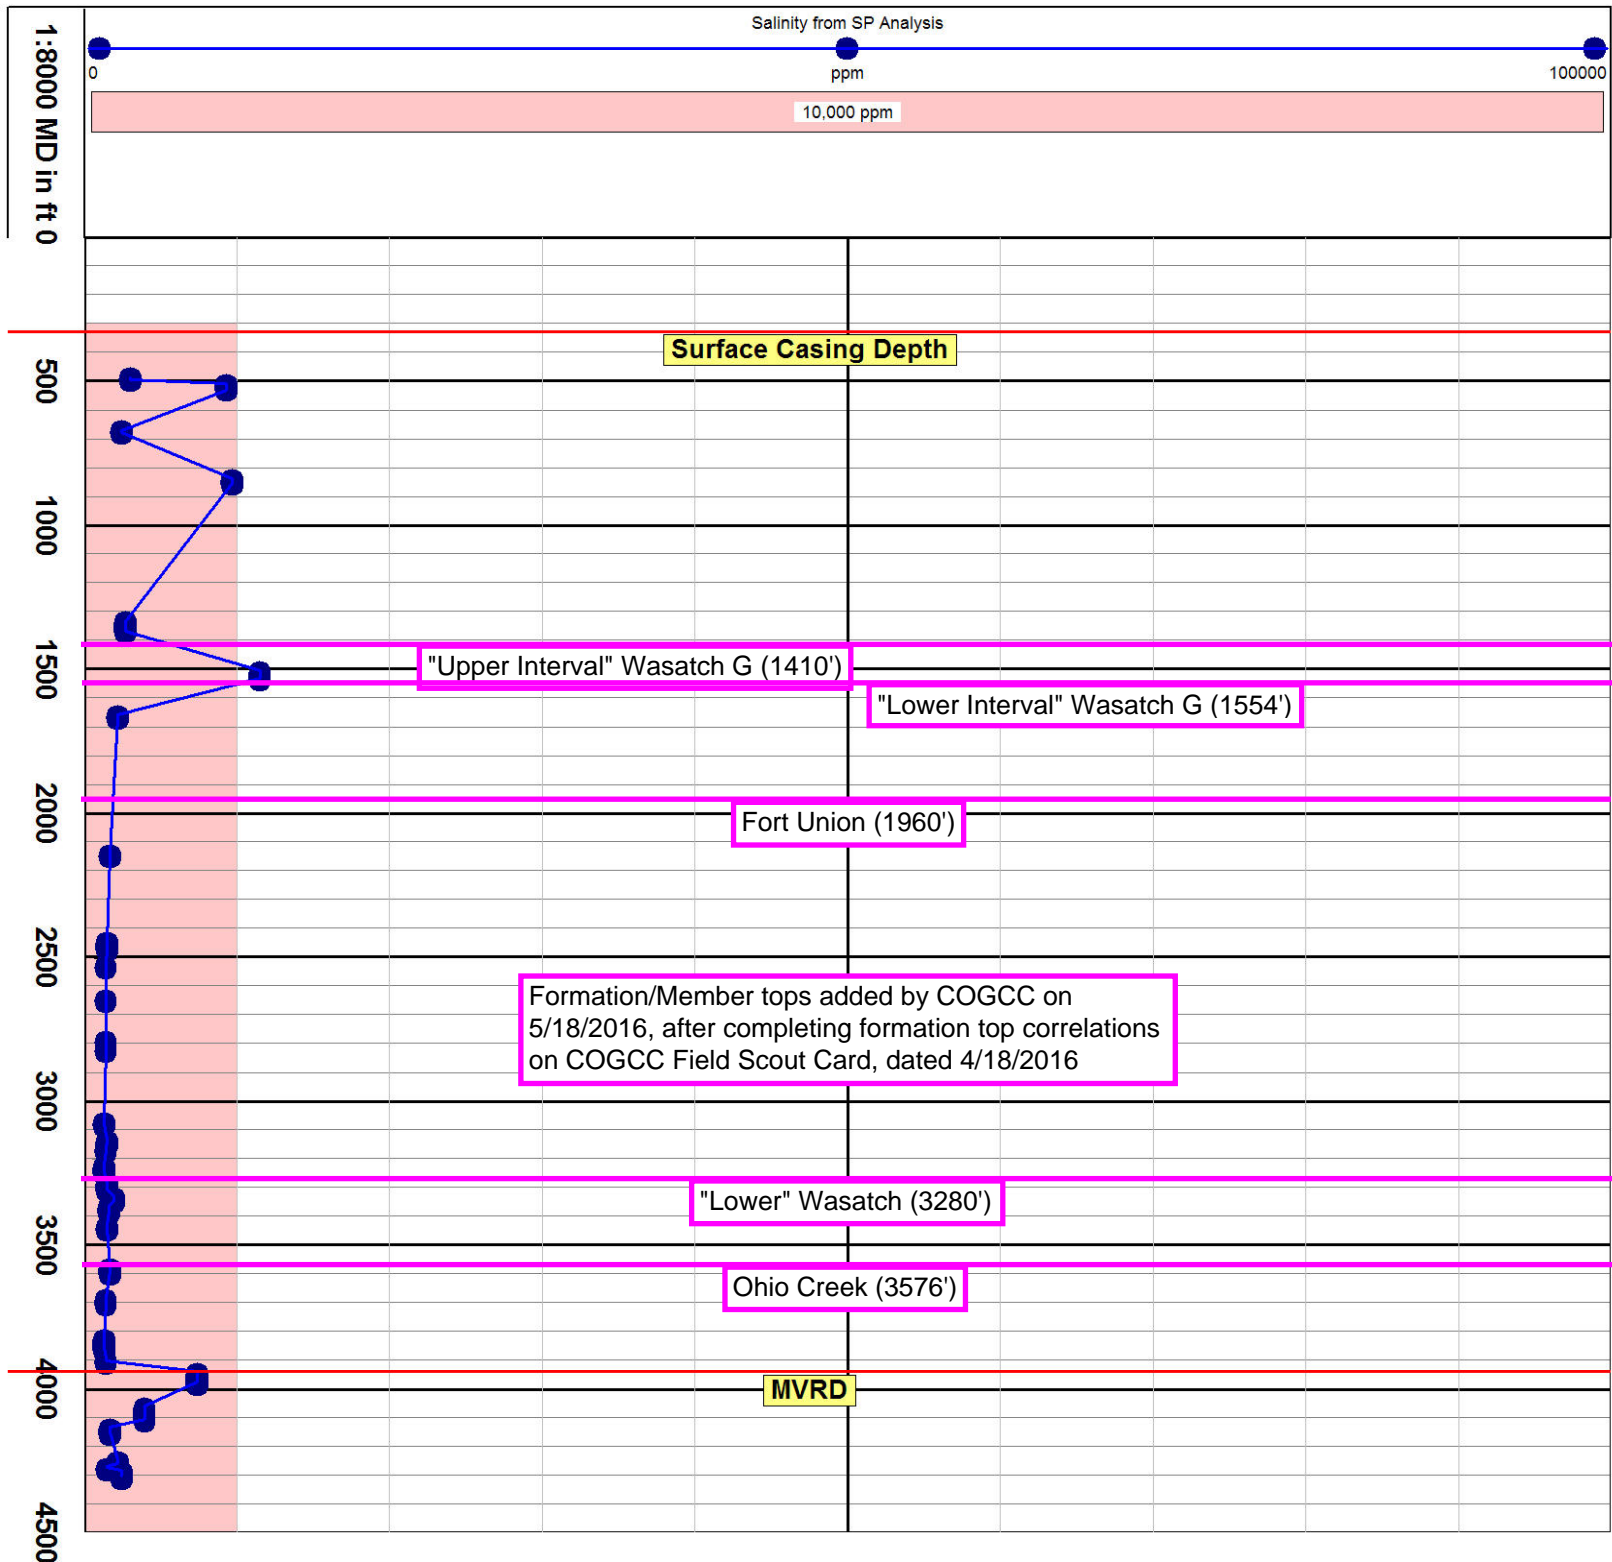 Salinity from SP Analysis
0 ppm 100000
10,000 ppm
1:8000 MD in ft 0
Surface Casing Depth
500
1000
1500
"Upper Interval" Wasatch G (1410')
"Lower Interval" Wasatch G (1554')
2000
Fort Union (1960')
2500
Formation/Member tops added by COGCC on
5/18/2016, after completing formation top correlations
on COGCC Field Scout Card, dated 4/18/2016
3000
"Lower" Wasatch (3280')
3500
Ohio Creek (3576')
4000
MVRD
4500